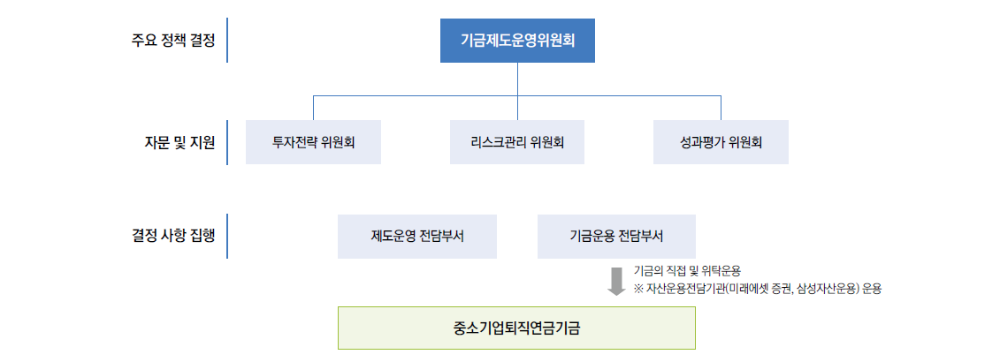 주요 정책 결정
기금제도운영위원회
자문 및 지원
투자전략 위원회
리스크관리 위원회
성과평가 위원회
결정 사항 집행
제도운영 전담부서
기금운용 전담부서
기금의 직접 및 위탁운용
※ 자산운용전담기관(미래에셋 증권, 삼성자산운용) 운용
중소기업퇴직연금기금